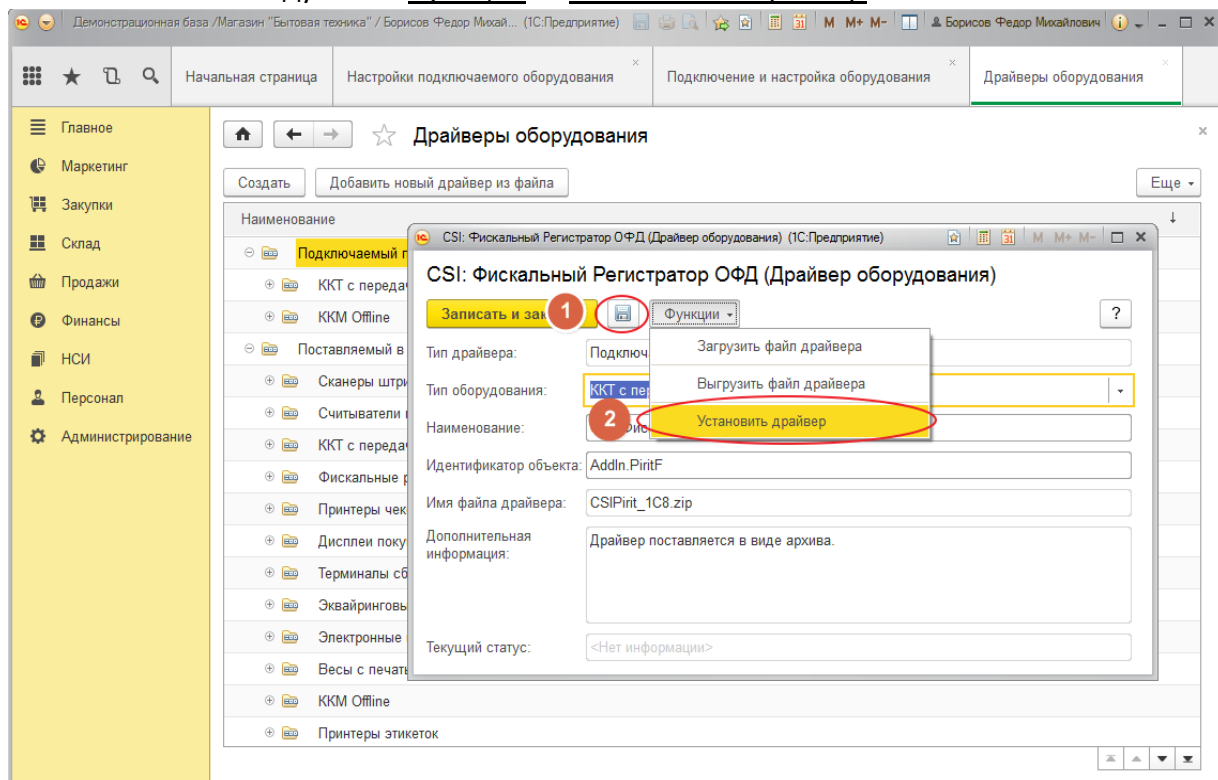 Демонстрационная база /Магазин "Бытовая техника" / Борисов Федор Михай... (1С:Предприятие) M M+ M- Борисов Федор Михайлович
Начальная страница Настройки подключаемого оборудования Подключение и настройка оборудования Драйверы оборудования
Главное
Маркетинг
Закупки
Склад
Продажи
Финансы
НСИ
Персонал
Администрирование
Драйверы оборудования
Создать Добавить новый драйвер из файла Еще
Наименование
Подключаемый п
ККТ с переда
ККМ Offline
Поставляемый в
Сканеры штри
Считыватели
ККТ с переда
Фискальные р
Принтеры чек
Дисплеи поку
Терминалы сб
Эквайринговы
Электронные
Весы с печать
ККМ Offline
Принтеры этикеток
CSI: Фискальный Регистратор ОФД (Драйвер оборудования) (1С:Предприятие) M M+ M-
CSI: Фискальный Регистратор ОФД (Драйвер оборудования)
Записать и зак 1 Функции ?
Загрузить файл драйвера
Выгрузить файл драйвера
2 Установить драйвер
Тип драйвера: Подключ
Тип оборудования: ККТ с пер
Наименование:
Идентификатор объекта: AddIn.PiritF
Имя файла драйвера: CSIPirit_1C8.zip
Дополнительная информация: Драйвер поставляется в виде архива.
Текущий статус: <Нет информации>